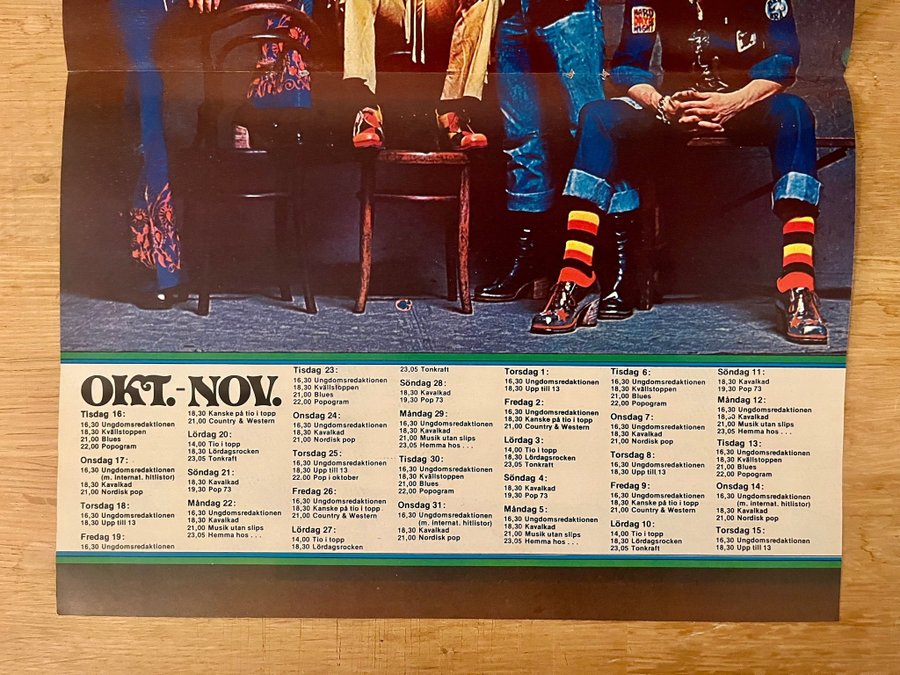 HARD
ROCK
OKT.-NOV.
Tisdag 16:
16,30 Ungdomsredaktionen
18,30 Kvällstoppen
21,00 Blues
22,00 Popogram
Onsdag 17:
16,30 Ungdomsredaktionen
(m. internat. hitlistor)
18,30 Kavalkad
21,00 Nordisk pop
Torsdag 18:
16,30 Ungdomsredaktionen
18,30 Upp till 13
Fredag 19:
16,30 Ungdomsredaktionen
18,30 Kanske på tio i topp
21,00 Country & Western
Lördag 20:
14,00 Tio i topp
18,30 Lördagsrocken
23,05 Tonkraft
Söndag 21:
18,30 Kavalkad
19,30 Pop 73
Måndag 22:
16,30 Ungdomsredaktionen
18,30 Kavalkad
21,00 Musik utan slips
23,05 Hemma hos . . .
Tisdag 23:
16,30 Ungdomsredaktionen
18,30 Kvällstoppen
21,00 Blues
22,00 Popogram
Onsdag 24:
16,30 Ungdomsredaktionen
18,30 Kavalkad
21,00 Nordisk pop
Torsdag 25:
16,30 Ungdomsredaktionen
18,30 Upp till 13
22,00 Pop i oktober
Fredag 26:
16,30 Ungdomsredaktionen
18,30 Kanske på tio i topp
21,00 Country & Western
Lördag 27:
14,00 Tio i topp
18,30 Lördagsrocken
23,05 Tonkraft
Söndag 28:
18,30 Kavalkad
19,30 Pop 73
Måndag 29:
16,30 Ungdomsredaktionen
18,30 Kavalkad
21,00 Musik utan slips
23,05 Hemma hos . . .
Tisdag 30:
16,30 Ungdomsredaktionen
18,30 Kvällstoppen
21,00 Blues
22,00 Popogram
Onsdag 31:
16,30 Ungdomsredaktionen
(m. internat. hitlistor)
18,30 Kavalkad
21,00 Nordisk pop
Torsdag 1:
16,30 Ungdomsredaktionen
18,30 Upp till 13
Fredag 2:
16,30 Ungdomsredaktionen
18,30 Kanske på tio i topp
21,00 Country & Western
Lördag 3:
14,00 Tio i topp
18,30 Lördagsrocken
23,05 Tonkraft
Söndag 4:
18,30 Kavalkad
19,30 Pop 73
Måndag 5:
16,30 Ungdomsredaktionen
18,30 Kavalkad
21,00 Musik utan slips
23,05 Hemma hos . . .
Tisdag 6:
16,30 Ungdomsredaktionen
18,30 Kvällstoppen
21,00 Blues
22,00 Popogram
Onsdag 7:
16,30 Ungdomsredaktionen
18,30 Kavalkad
21,00 Nordisk pop
Torsdag 8:
16,30 Ungdomsredaktionen
18,30 Upp till 13
Fredag 9:
16,30 Ungdomsredaktionen
18,30 Kanske på tio i topp
21,00 Country & Western
Lördag 10:
14,00 Tio i topp
18,30 Lördagsrocken
23,05 Tonkraft
Söndag 11:
18,30 Kavalkad
19,30 Pop 73
Måndag 12:
16,30 Ungdomsredaktionen
18,30 Kavalkad
21,00 Musik utan slips
23,05 Hemma hos . . .
Tisdag 13:
16,30 Ungdomsredaktionen
18,30 Kvällstoppen
21,00 Blues
22,00 Popogram
Onsdag 14:
16,30 Ungdomsredaktionen
(m. internat. hitlistor)
18,30 Kavalkad
21,00 Nordisk pop
Torsdag 15:
16,30 Ungdomsredaktionen
18,30 Upp till 13